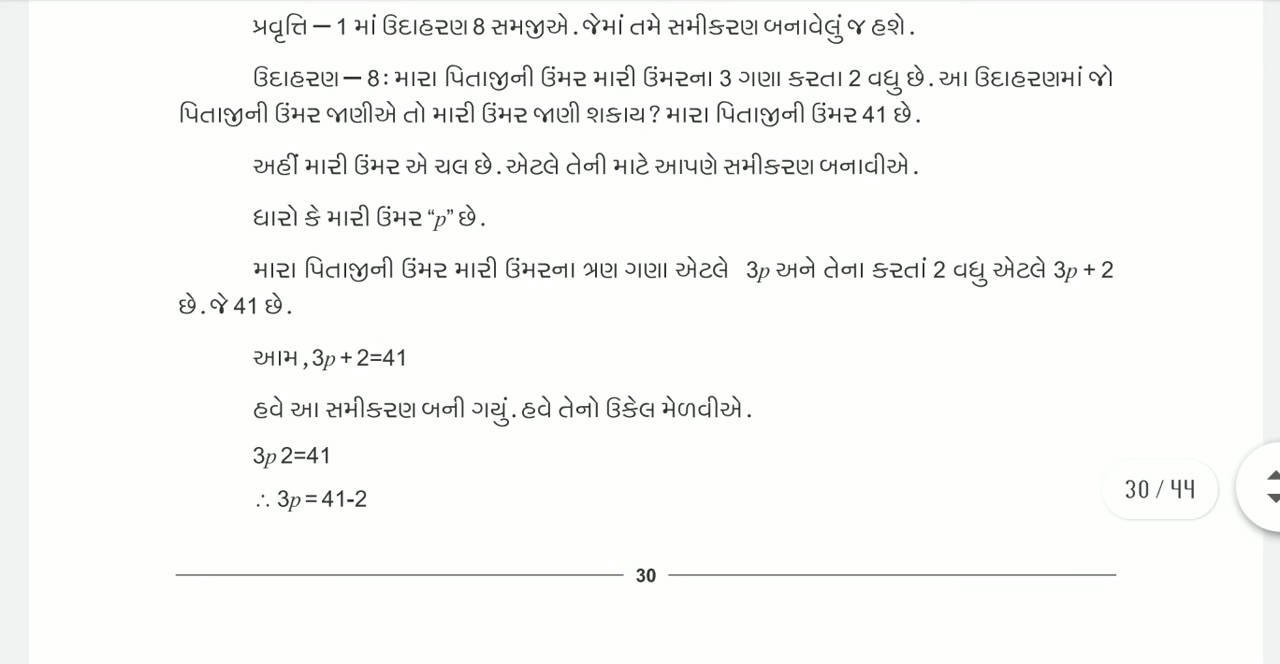 પ્રવૃત્તિ – 1 માં ઉદાહરણ 8 સમજીએ. જેમાં તમે સમીકરણ બનાવેલું જ હશે.
ઉદાહરણ – 8: મારા પિતાજીની ઉંમર મારી ઉંમરના 3 ગણા કરતા 2 વધુ છે. આ ઉદાહરણમાં જો
પિતાજીની ઉંમર જાણીએ તો મારી ઉંમર જાણી શકાય? મારા પિતાજીની ઉંમર 41 છે.
અહીં મારી ઉંમર એ ચલ છે. એટલે તેની માટે આપણે સમીકરણ બનાવીએ.
ધારો કે મારી ઉંમર “p” છે.
મારા પિતાજીની ઉંમર મારી ઉંમરના ત્રણ ગણા એટલે 3p અને તેના કરતાં 2 વધુ એટલે 3p + 2
છે. જે 41 છે.
આમ, 3p + 2=41
હવે આ સમીકરણ બની ગયું. હવે તેનો ઉકેલ મેળવીએ.
3p 2=41
∴ 3p = 41-2
30 / 44
30